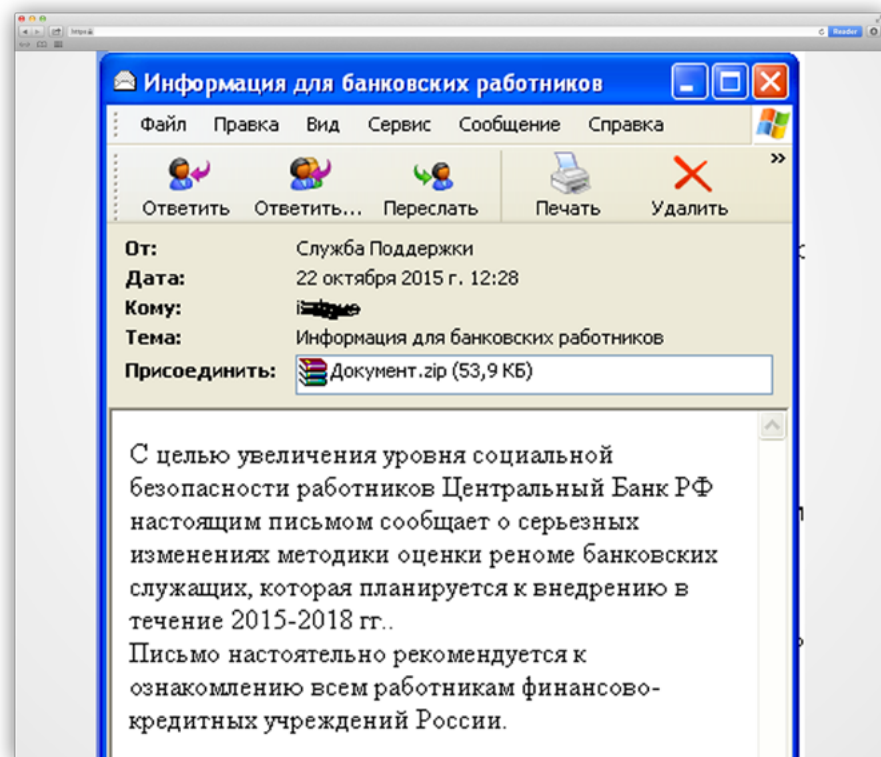 https
Reader
Информация для банковских работников
Файл Правка Вид Сервис Сообщение Справка
Ответить Ответить... Переслать Печать Удалить
От: Служба Поддержки
Дата: 22 октября 2015 г. 12:28
Кому:
Тема: Информация для банковских работников
Присоединить: Документ.zip (53,9 КБ)
С целью увеличения уровня социальной
безопасности работников Центральный Банк РФ
настоящим письмом сообщает о серьезных
изменениях методики оценки реноме банковских
служащих, которая планируется к внедрению в
течение 2015-2018 гг..
Письмо настоятельно рекомендуется к
ознакомлению всем работникам финансово-
кредитных учреждений России.